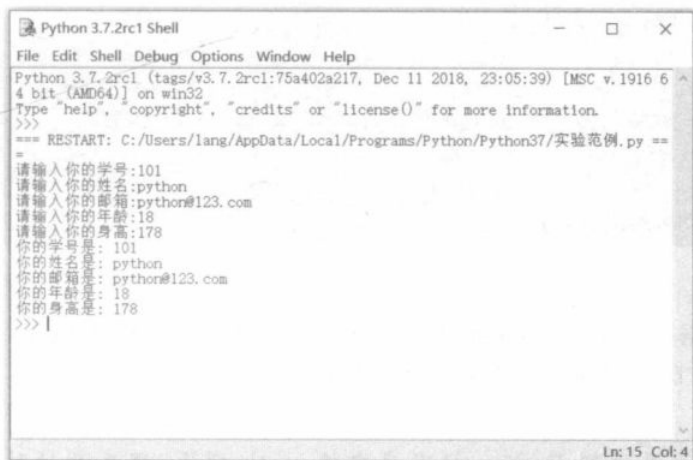 Python 3.7.2rc1 Shell
File Edit Shell Debug Options Window Help
Python 3.7.2rc1 (tags/v3.7.2rc1:75a402a217, Dec 11 2018, 23:05:39) [MSC v.1916 6
4 bit (AMD64)] on win32
Type "help", "copyright", "credits" or "license()" for more information.
>>>
=== RESTART: C:/Users/lang/AppData/Local/Programs/Python/Python37/实验范例.py ==
=
请输入你的学号:101
请输入你的姓名:python
请输入你的邮箱:python@123.com
请输入你的年龄:18
请输入你的身高:178
你的学号是: 101
你的姓名是: python
你的邮箱是: python@123.com
你的年龄是: 18
你的身高是: 178
>>>
Ln: 15 Col: 4